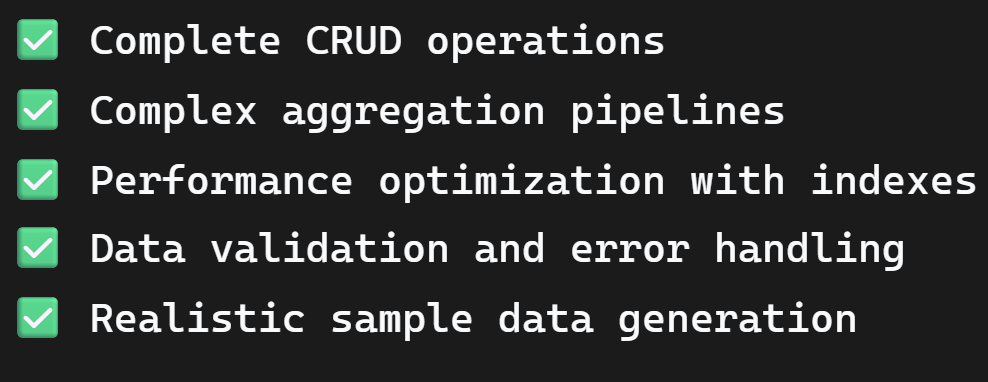 ✅ Complete CRUD operations
✅ Complex aggregation pipelines
✅ Performance optimization with indexes
✅ Data validation and error handling
✅ Realistic sample data generation